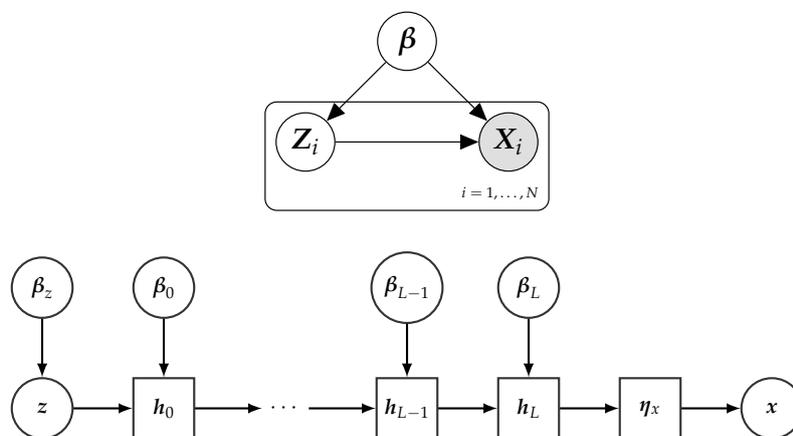 β
Z_i X_i
i = 1, . . . , N
β_z β_0 β_{L−1} β_L
z h_0 · · · h_{L−1} h_L η_x x